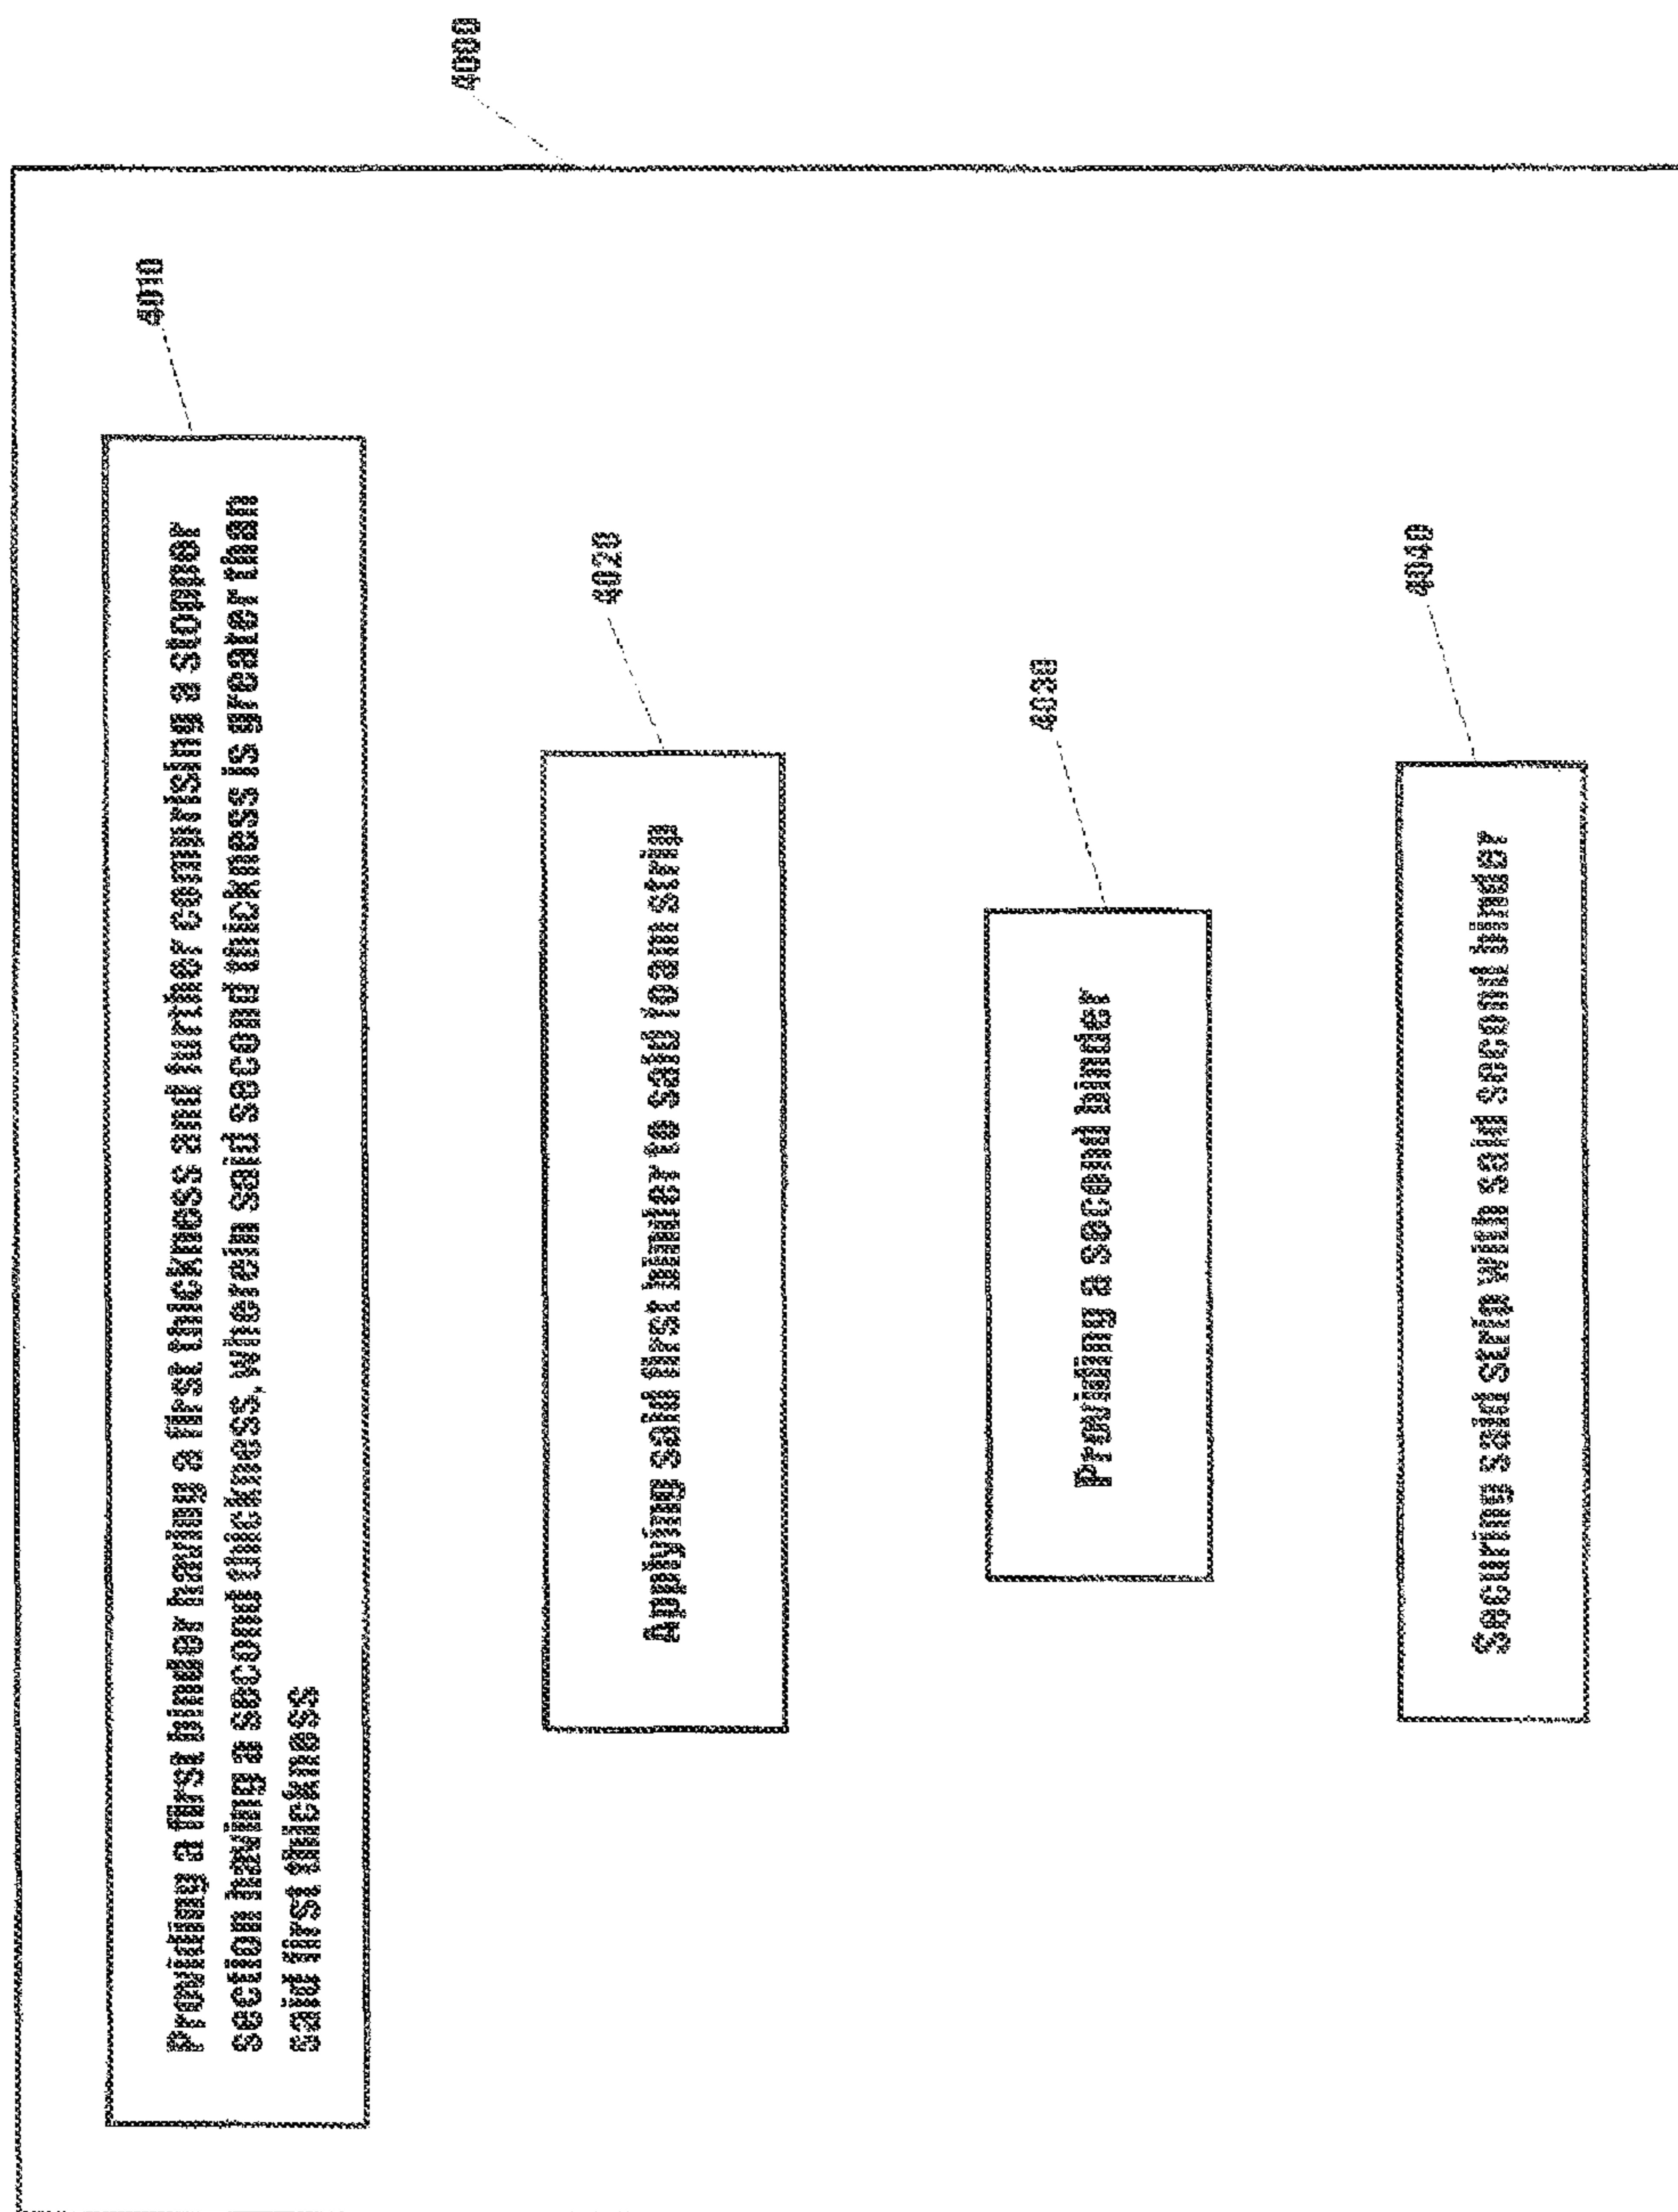 4000
4010
Providing a first binder having a first thickness and further comprising a stopper
section having a second thickness, wherein said second thickness is greater than
said first thickness
4020
Applying said first binder to said foam strip
4030
Providing a second binder
4040
Securing said strip with said second binder